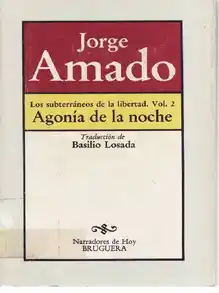 Jorge
Amado
Los subterráneos de la libertad. Vol. 2
Agonía de la noche
Traducción de
Basilio Losada
Narradores de Hoy
BRUGUERA